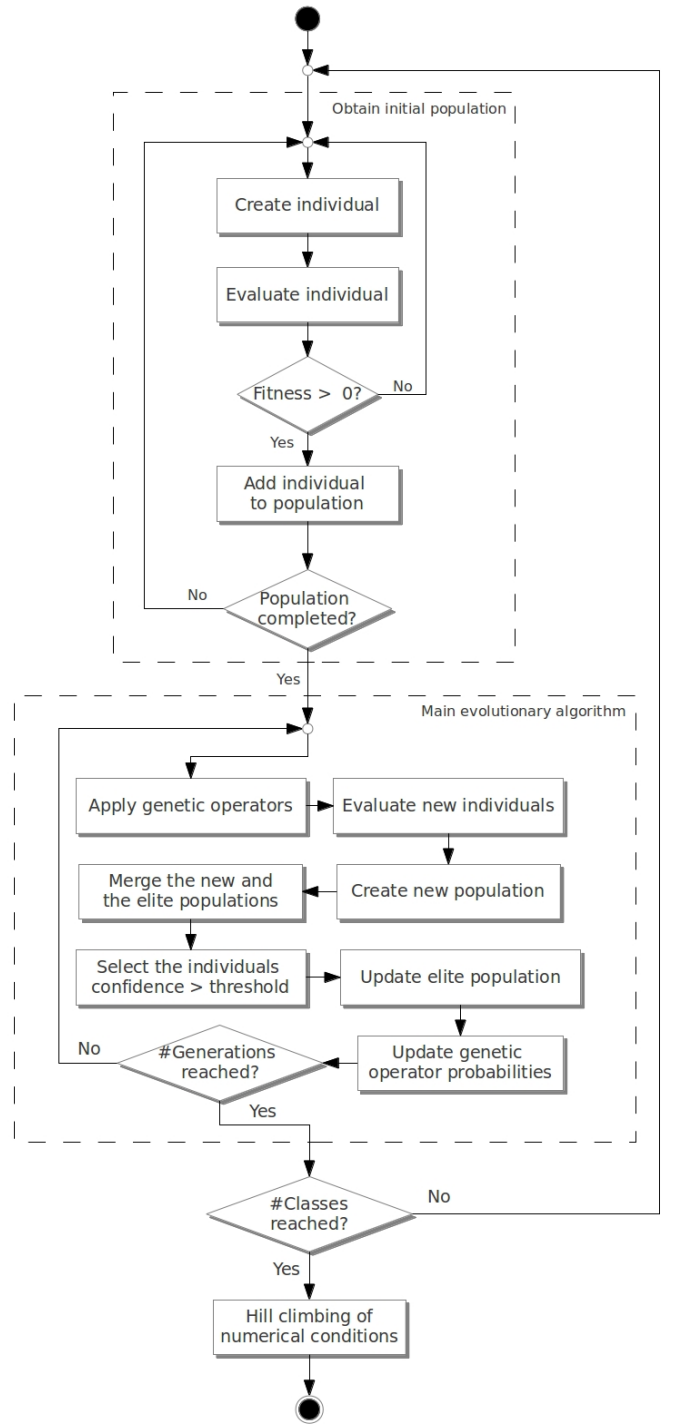 Obtain initial population
Create individual
Evaluate individual
Fitness > 0?
No
Yes
Add individual
to population
No
Population
completed?
Yes
Main evolutionary algorithm
Apply genetic operators
Evaluate new individuals
Merge the new and
the elite populations
Create new population
Select the individuals
confidence > threshold
Update elite population
No
#Generations
reached?
Update genetic
operator probabilities
Yes
#Classes
reached?
No
Yes
Hill climbing of
numerical conditions